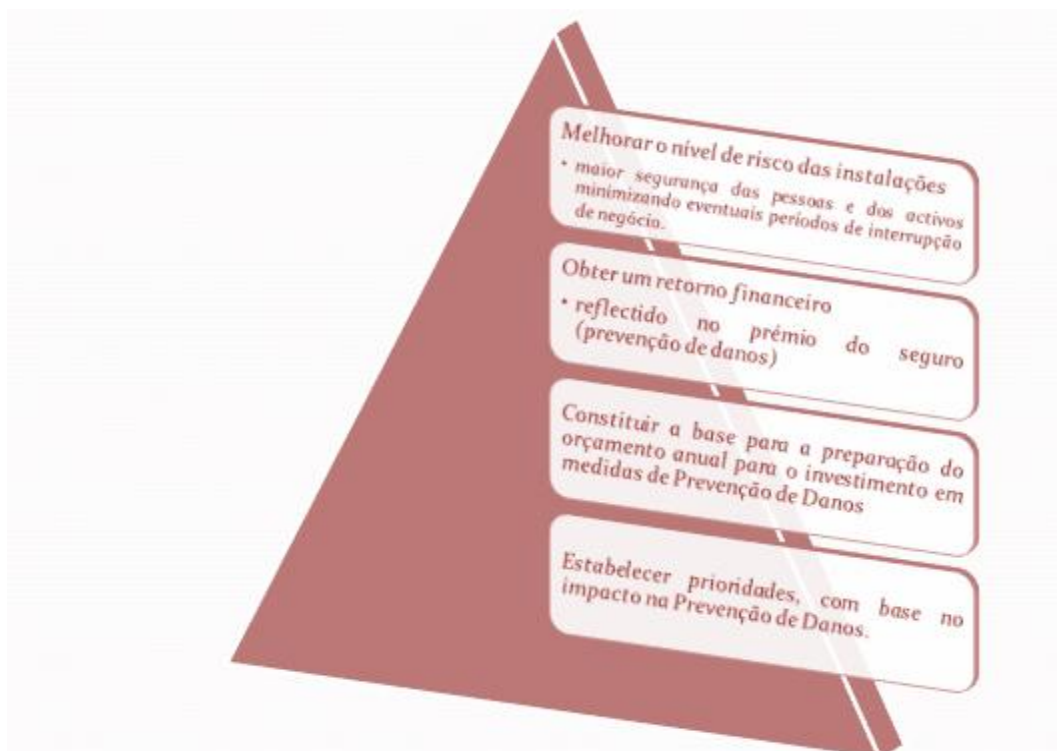 Melhorar o nível de risco das instalações
• maior segurança das pessoas e dos activos
minimizando eventuais períodos de interrupção
de negócio.
Obter um retorno financeiro
• reflectido no prémio do seguro
(prevenção de danos)
Constituir a base para a preparação do
orçamento anual para o investimento em
medidas de Prevenção de Danos
Estabelecer prioridades, com base no
impacto na Prevenção de Danos.